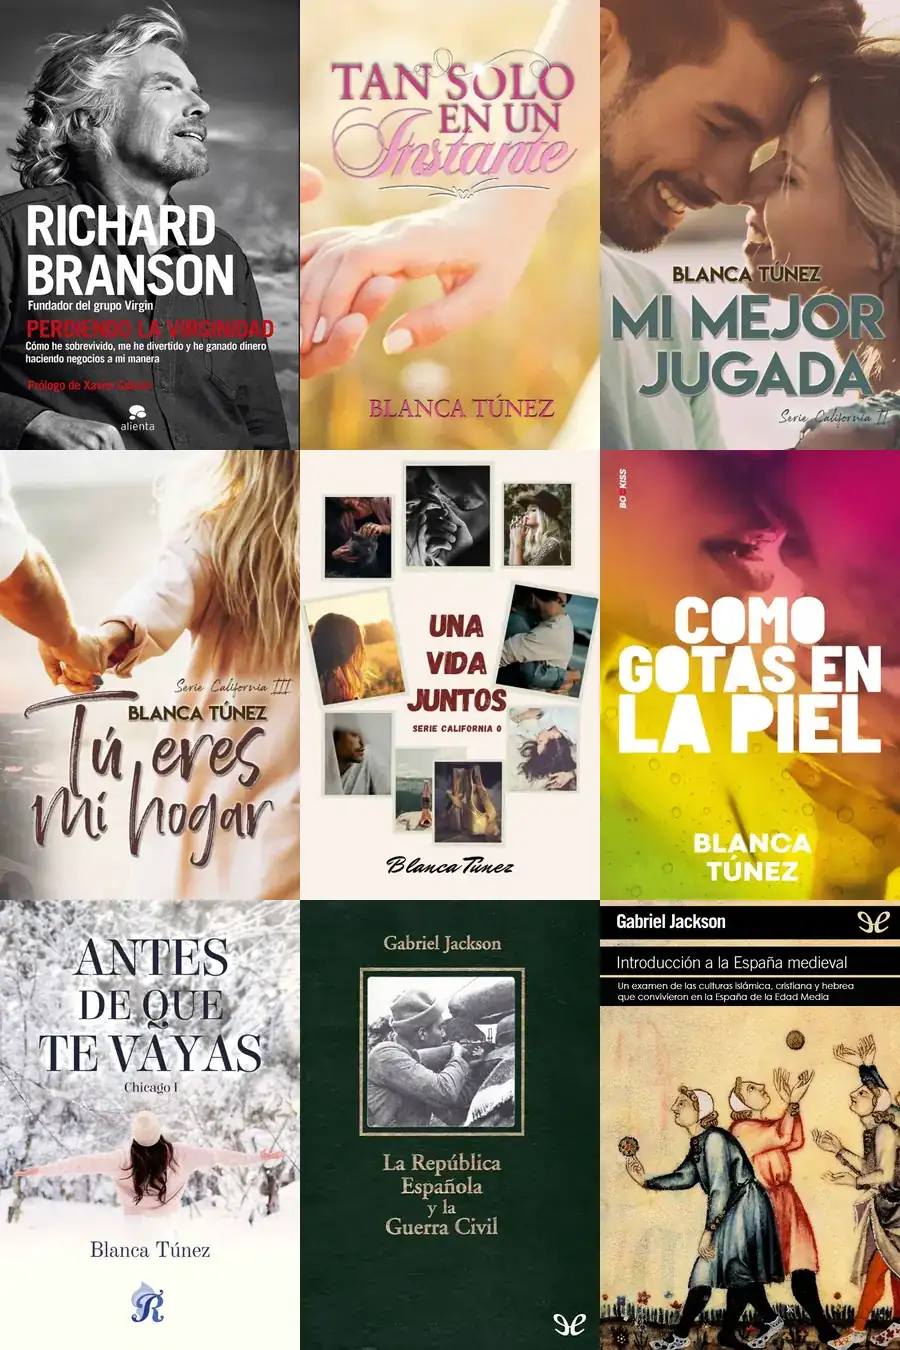 RICHARD
BRANSON
Fundador del grupo Virgin
PERDIENDO LA VIRGINIDAD
Cómo he sobrevivido, me he divertido y he ganado dinero
haciendo negocios a mi manera
Prólogo de Xavier
alienta
TAN SOLO
EN UN
Instante
BLANCA TÚNEZ
BLANCA TÚNEZ
MI MEJOR
JUGADA
Serie California II
Serie California III
BLANCA TÚNEZ
Tú eres
mi hogar
UNA
VIDA
JUNTOS
SERIE CALIFORNIA 0
Blanca Túnez
BOOKISS
COMO
GOTAS EN
LA PIEL
BLANCA
TÚNEZ
ANTES
DE QUE
TE VAYAS
Chicago I
Blanca Túnez
R
Gabriel Jackson
La República
Española
y la
Guerra Civil
Gabriel Jackson
Introducción a la España medieval
Un examen de las culturas islámica, cristiana y hebrea
que convivieron en la España de la Edad Media